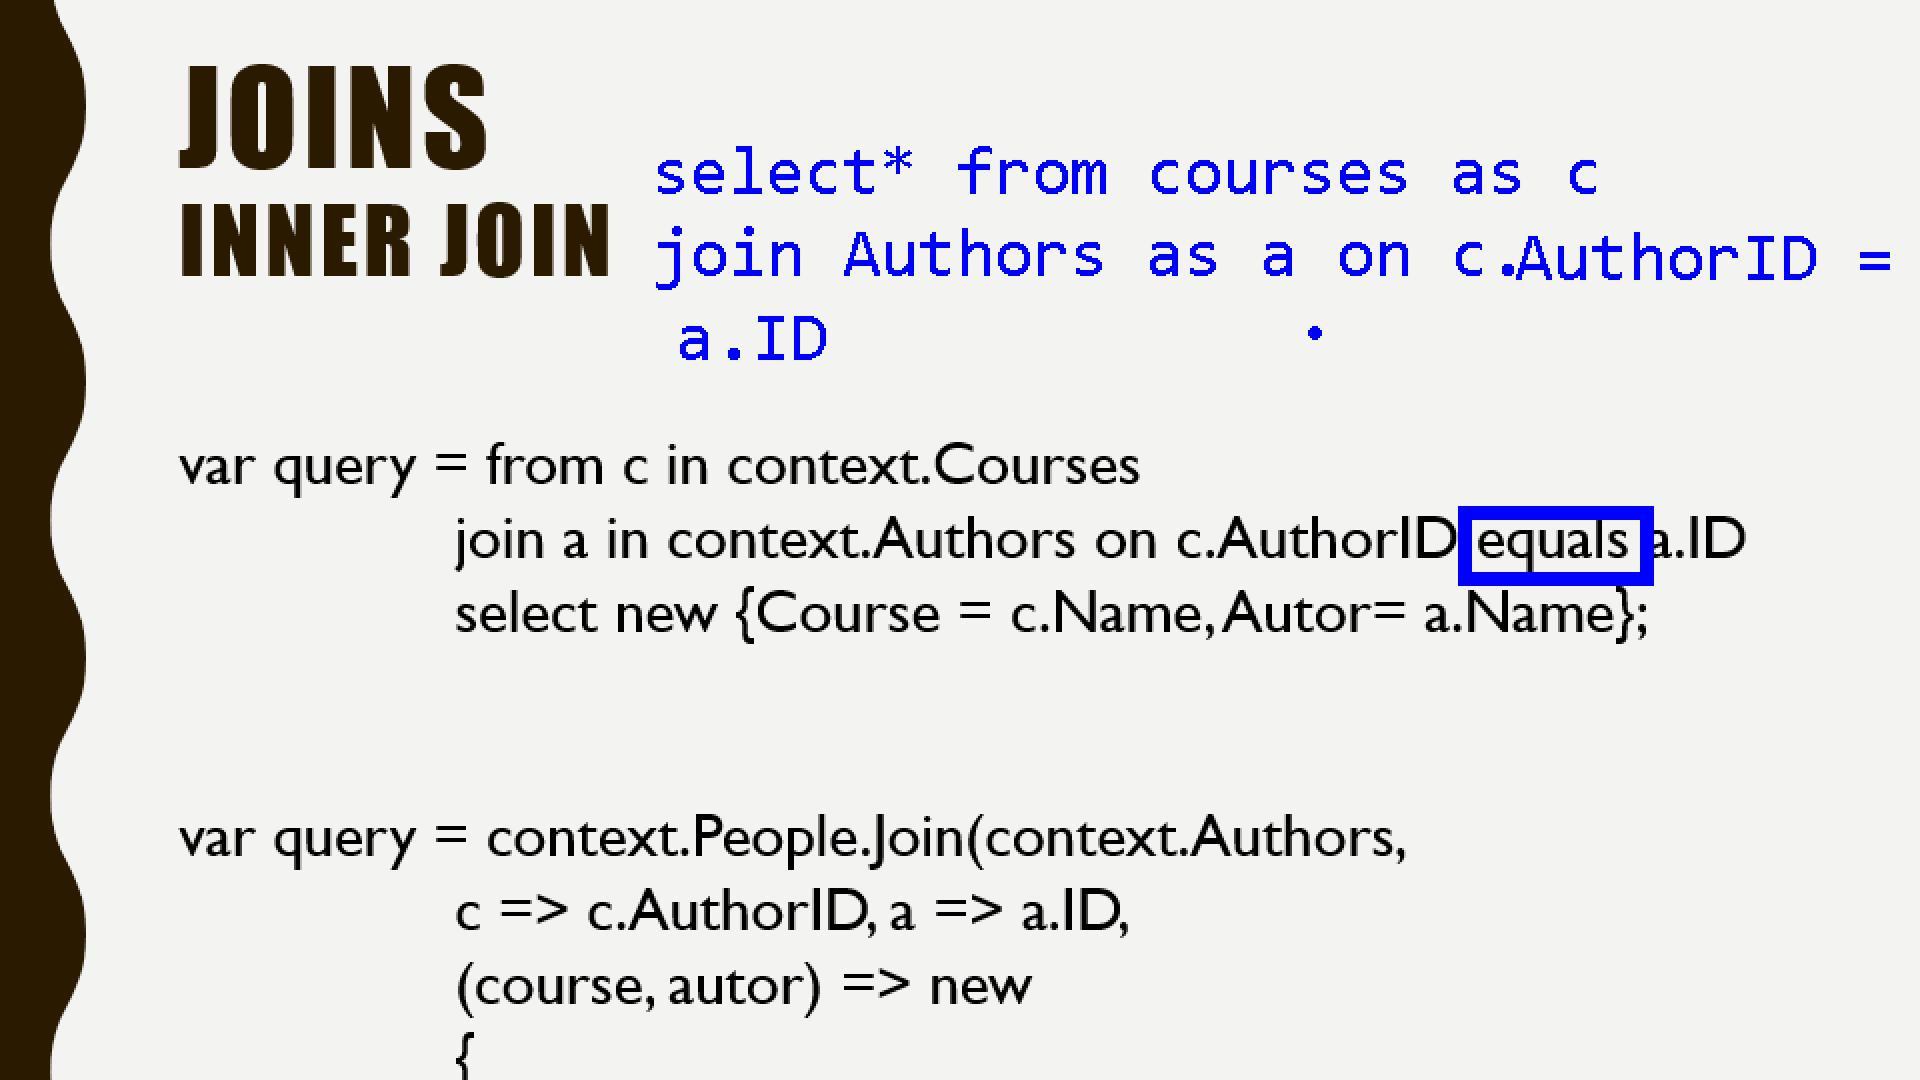 JOINS
INNER JOIN
select* from courses as c
join Authors as a on c.AuthorID =
a.ID
var query = from c in context.Courses
join a in context.Authors on c.AuthorID equals a.ID
select new {Course = c.Name, Autor= a.Name};
var query = context.People.Join(context.Authors,
c => c.AuthorID, a => a.ID,
(course, autor) => new
{